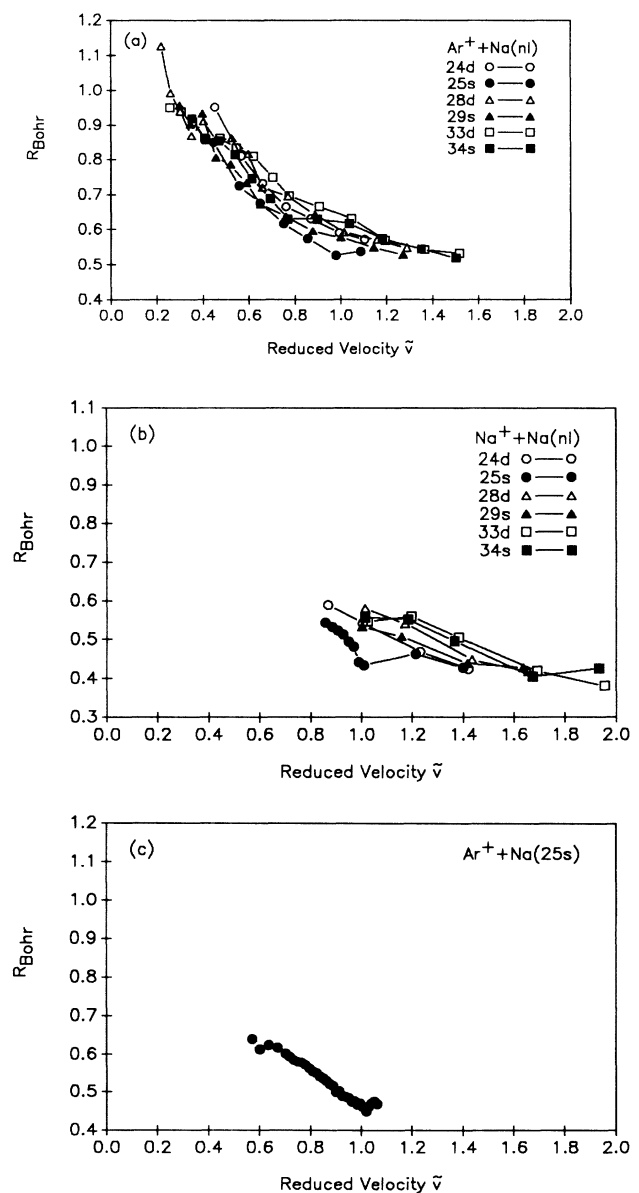 (a)
Ar⁺+Na(nl)
24d
25s
28d
29s
33d
34s
1.2
1.1
1.0
0.9
0.8
0.7
0.6
0.5
0.4
R_Bohr
0.0 0.2 0.4 0.6 0.8 1.0 1.2 1.4 1.6 1.8 2.0
Reduced Velocity ṽ
(b)
Na⁺+Na(nl)
24d
25s
28d
29s
33d
34s
1.1
1.0
0.9
0.8
0.7
0.6
0.5
0.4
0.3
R_Bohr
0.0 0.2 0.4 0.6 0.8 1.0 1.2 1.4 1.6 1.8 2.0
Reduced Velocity ṽ
(c)
Ar⁺+Na(25s)
1.2
1.1
1.0
0.9
0.8
0.7
0.6
0.5
0.4
R_Bohr
0.0 0.2 0.4 0.6 0.8 1.0 1.2 1.4 1.6 1.8 2.0
Reduced Velocity ṽ